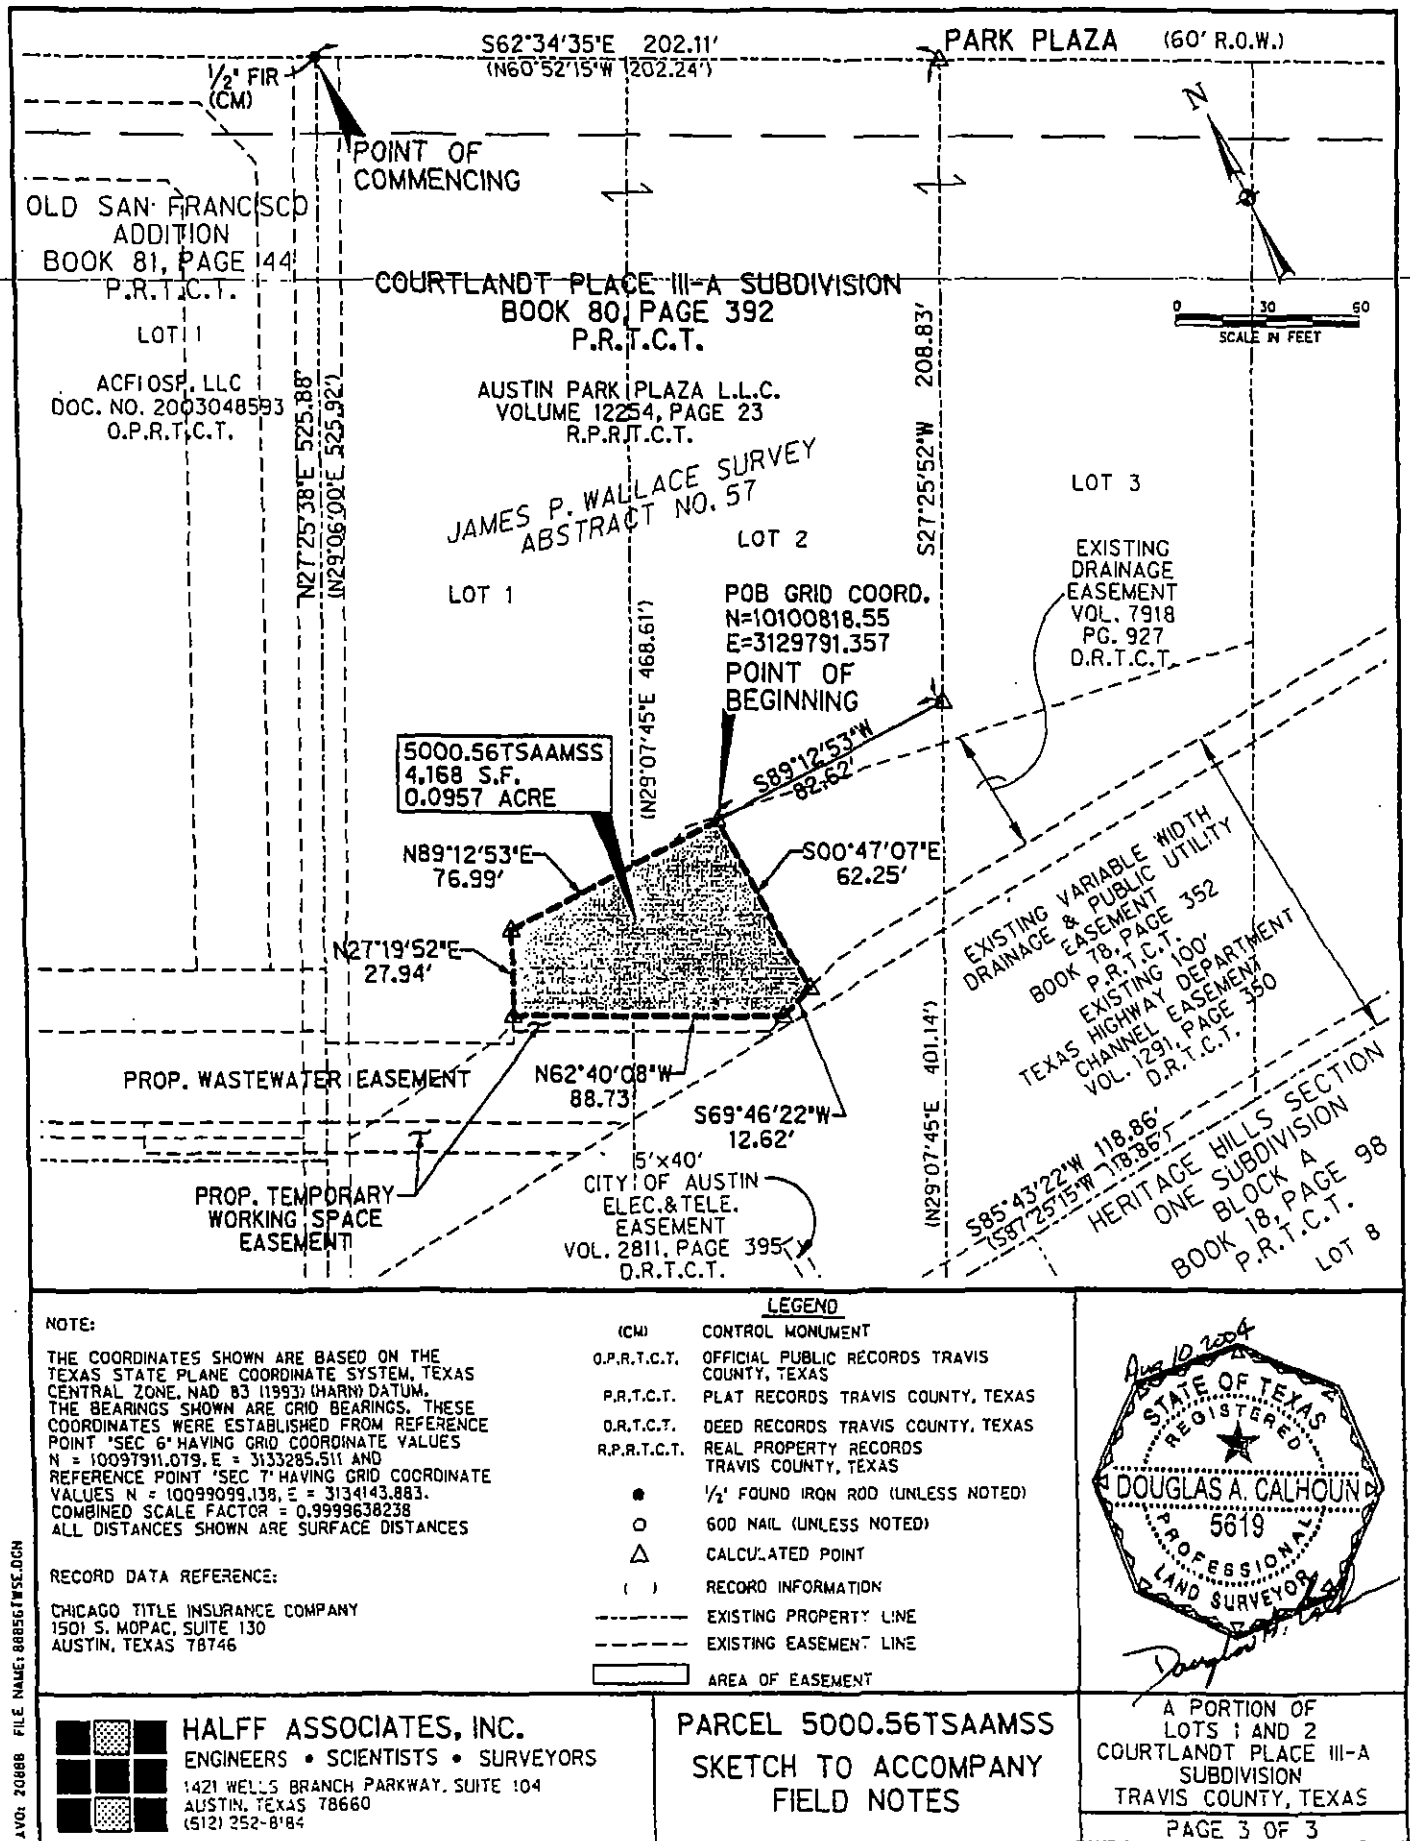 S62°34'35"E 202.11'
(N60°52'15"W 202.24')
PARK PLAZA (60' R.O.W.)
1/2" FIR
(CM)
N
POINT OF
COMMENCING
OLD SAN FRANCISCO
ADDITION
BOOK 81, PAGE 144
P.R.T.C.T.
LOT 1
ACFIOSF, LLC
DOC. NO. 2003048593
O.P.R.T.C.T.
COURTLANDT PLACE III-A SUBDIVISION
BOOK 80, PAGE 392
P.R.T.C.T.
AUSTIN PARK PLAZA L.L.C.
VOLUME 12254, PAGE 23
R.P.R.T.C.T.
0 30 60
SCALE IN FEET
N27°25'38"E 525.88'
(N29°06'00"E 525.92')
S27°25'52"W 208.83'
JAMES P. WALLACE SURVEY
ABSTRACT NO. 57
LOT 1
LOT 2
LOT 3
EXISTING
DRAINAGE
EASEMENT
VOL. 7918
PG. 927
D.R.T.C.T.
POB GRID COORD.
N=10100818.55
E=3129791.357
POINT OF
BEGINNING
(N29°07'45"E 468.61')
S89°12'53"W
82.62'
5000.56TSAAMSS
4,168 S.F.
0.0957 ACRE
N89°12'53"E
76.99'
S00°47'07"E
62.25'
N27°19'52"E
27.94'
EXISTING VARIABLE WIDTH
DRAINAGE & PUBLIC UTILITY
EASEMENT
BOOK 78, PAGE 352
P.R.T.C.T.
EXISTING 100'
TEXAS HIGHWAY DEPARTMENT
CHANNEL EASEMENT
VOL. 1291, PAGE 350
D.R.T.C.T.
(N29°07'45"E 401.14')
PROP. WASTEWATER EASEMENT
N62°40'08"W
88.73'
S69°46'22"W
12.62'
PROP. TEMPORARY
WORKING SPACE
EASEMENT
5'x40'
CITY OF AUSTIN
ELEC.&TELE.
EASEMENT
VOL. 2811, PAGE 395
D.R.T.C.T.
S85°43'22"W 118.86'
(S87°25'15"W 118.86')
HERITAGE HILLS SECTION
ONE SUBDIVISION
BLOCK A
BOOK 18, PAGE 98
P.R.T.C.T.
LOT 8
NOTE:
THE COORDINATES SHOWN ARE BASED ON THE
TEXAS STATE PLANE COORDINATE SYSTEM, TEXAS
CENTRAL ZONE, NAD 83 (1993) (HARN) DATUM.
THE BEARINGS SHOWN ARE GRID BEARINGS. THESE
COORDINATES WERE ESTABLISHED FROM REFERENCE
POINT "SEC 6" HAVING GRID COORDINATE VALUES
N = 10097911.079, E = 3133285.511 AND
REFERENCE POINT "SEC 7" HAVING GRID COORDINATE
VALUES N = 10099099.138, E = 3134143.883.
COMBINED SCALE FACTOR = 0.9999638238
ALL DISTANCES SHOWN ARE SURFACE DISTANCES
RECORD DATA REFERENCE:
CHICAGO TITLE INSURANCE COMPANY
1501 S. MOPAC, SUITE 130
AUSTIN, TEXAS 78746
LEGEND
(CM) CONTROL MONUMENT
O.P.R.T.C.T. OFFICIAL PUBLIC RECORDS TRAVIS
COUNTY, TEXAS
P.R.T.C.T. PLAT RECORDS TRAVIS COUNTY, TEXAS
D.R.T.C.T. DEED RECORDS TRAVIS COUNTY, TEXAS
R.P.R.T.C.T. REAL PROPERTY RECORDS
TRAVIS COUNTY, TEXAS
1/2" FOUND IRON ROD (UNLESS NOTED)
60D NAIL (UNLESS NOTED)
CALCULATED POINT
( ) RECORD INFORMATION
EXISTING PROPERTY LINE
EXISTING EASEMENT LINE
AREA OF EASEMENT
Aug 10 2004
STATE OF TEXAS
REGISTERED
DOUGLAS A. CALHOUN
5619
PROFESSIONAL
LAND SURVEYOR
AVO: 20888 FILE NAME: 88856TWSE.DGN
HALFF ASSOCIATES, INC.
ENGINEERS • SCIENTISTS • SURVEYORS
1421 WELLS BRANCH PARKWAY, SUITE 104
AUSTIN, TEXAS 78660
(512) 252-8184
PARCEL 5000.56TSAAMSS
SKETCH TO ACCOMPANY
FIELD NOTES
A PORTION OF
LOTS 1 AND 2
COURTLANDT PLACE III-A
SUBDIVISION
TRAVIS COUNTY, TEXAS
PAGE 3 OF 3